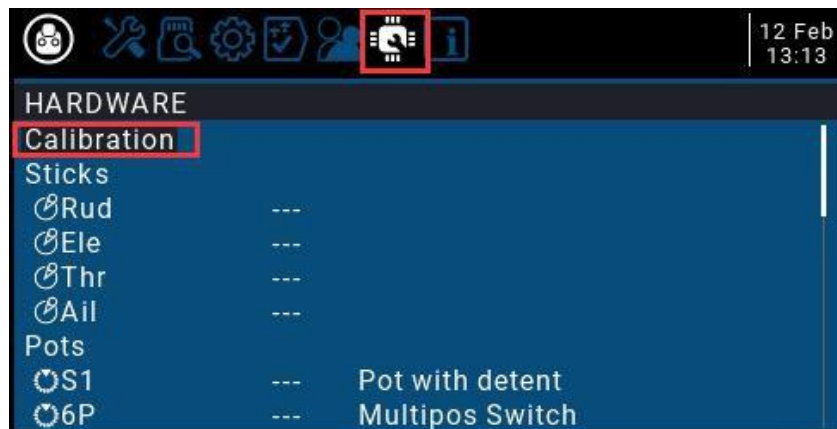 12 Feb
13:13
HARDWARE
Calibration
Sticks
Rud ---
Ele ---
Thr ---
Ail ---
Pots
S1 --- Pot with detent
6P --- Multipos Switch